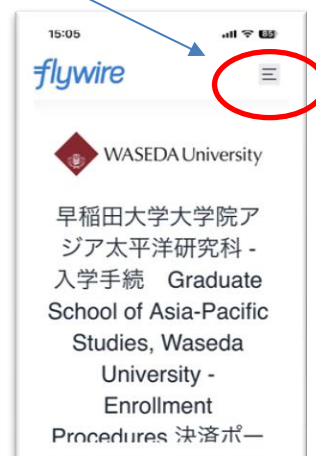 15:05
85
flywire
WASEDA University
早稲田大学大学院ア
ジア太平洋研究科 -
入学手続　Graduate
School of Asia-Pacific
Studies, Waseda
University -
Enrollment
Procedures 決済ポー